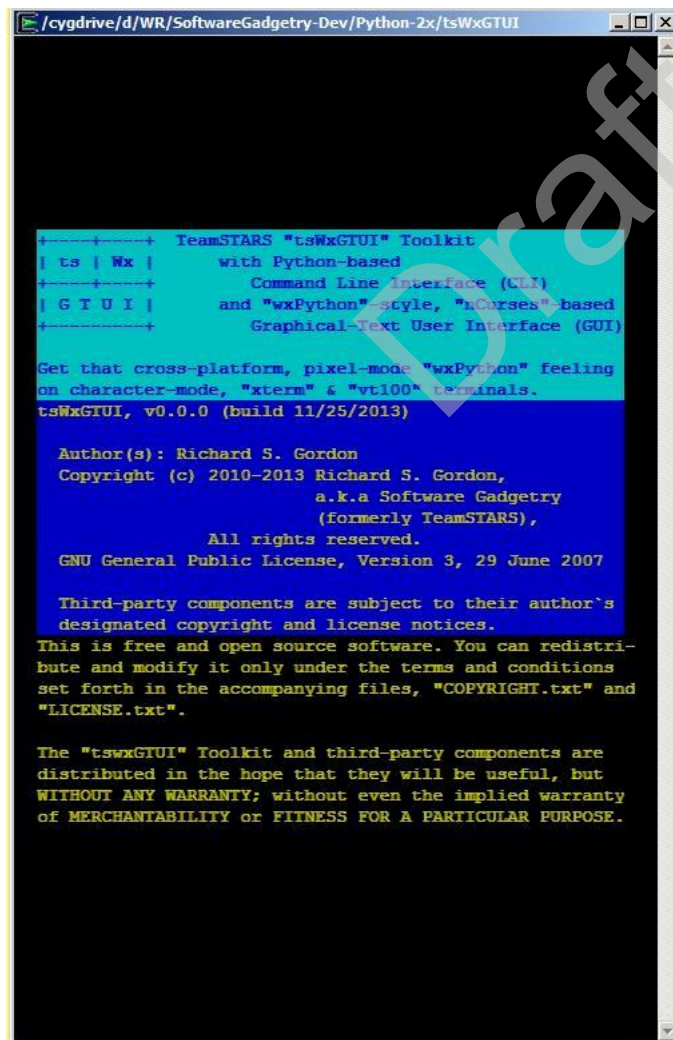 /cygdrive/d/WR/SoftwareGadgetry-Dev/Python-2x/tsWxGTUI
Draft
+----+----+  TeamSTARS "tsWxGTUI" Toolkit
| ts | Wx |      with Python-based
+----+----+         Command Line Interface (CLI)
| G T U I |      and "wxPython"-style, "nCurses"-based
+---------+         Graphical-Text User Interface (GUI)
Get that cross-platform, pixel-mode "wxPython" feeling
on character-mode, "xterm" & "vt100" terminals.
tsWxGTUI, v0.0.0 (build 11/25/2013)
Author(s): Richard S. Gordon
Copyright (c) 2010-2013 Richard S. Gordon,
a.k.a Software Gadgetry
(formerly TeamSTARS),
All rights reserved.
GNU General Public License, Version 3, 29 June 2007
Third-party components are subject to their author`s
designated copyright and license notices.
This is free and open source software. You can redistri-
bute and modify it only under the terms and conditions
set forth in the accompanying files, "COPYRIGHT.txt" and
"LICENSE.txt".
The "tswxGTUI" Toolkit and third-party components are
distributed in the hope that they will be useful, but
WITHOUT ANY WARRANTY; without even the implied warranty
of MERCHANTABILITY or FITNESS FOR A PARTICULAR PURPOSE.